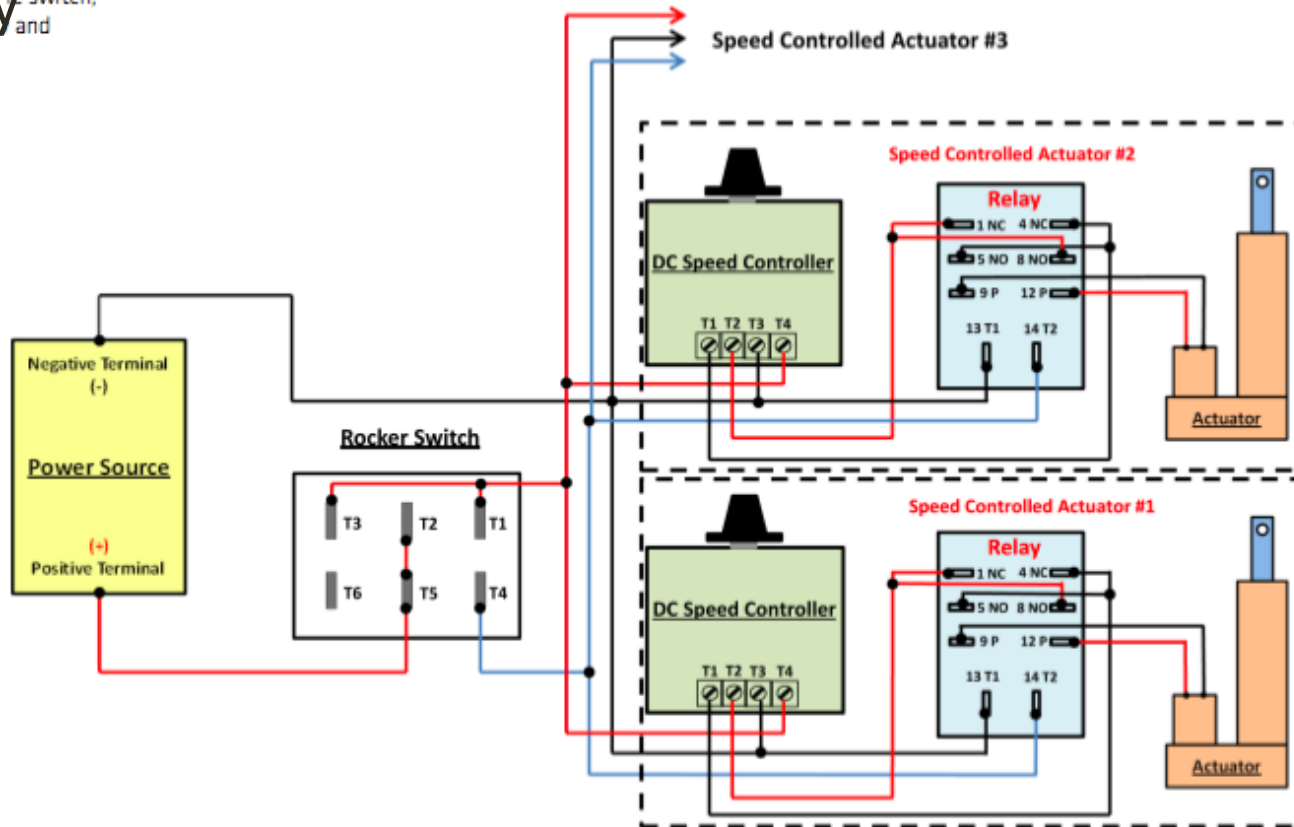 y and
Speed Controlled Actuator #3
Speed Controlled Actuator #2
Relay
1 NC 4 NC
5 NO 8 NO
9 P 12 P
13 T1 14 T2
DC Speed Controller
T1 T2 T3 T4
Actuator
Negative Terminal
(-)
Power Source
(+)
Positive Terminal
Rocker Switch
T3 T2 T1
T6 T5 T4
Speed Controlled Actuator #1
Relay
1 NC 4 NC
5 NO 8 NO
9 P 12 P
13 T1 14 T2
DC Speed Controller
T1 T2 T3 T4
Actuator